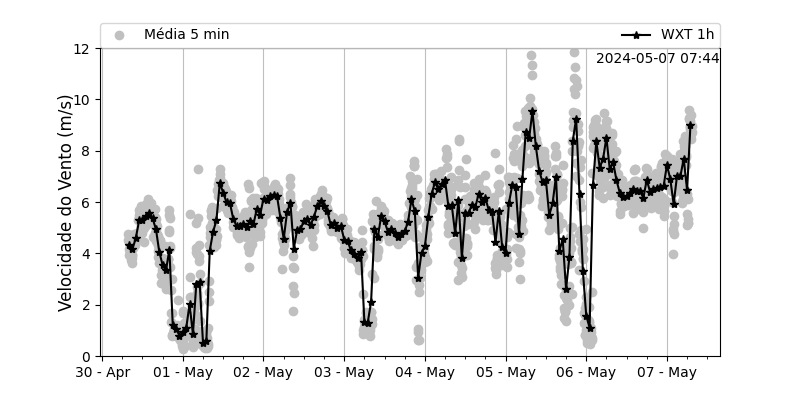 Média 5 min
WXT 1h
2024-05-07 07:44
Velocidade do Vento (m/s)
12
10
8
6
4
2
0
30 - Apr
01 - May
02 - May
03 - May
04 - May
05 - May
06 - May
07 - May